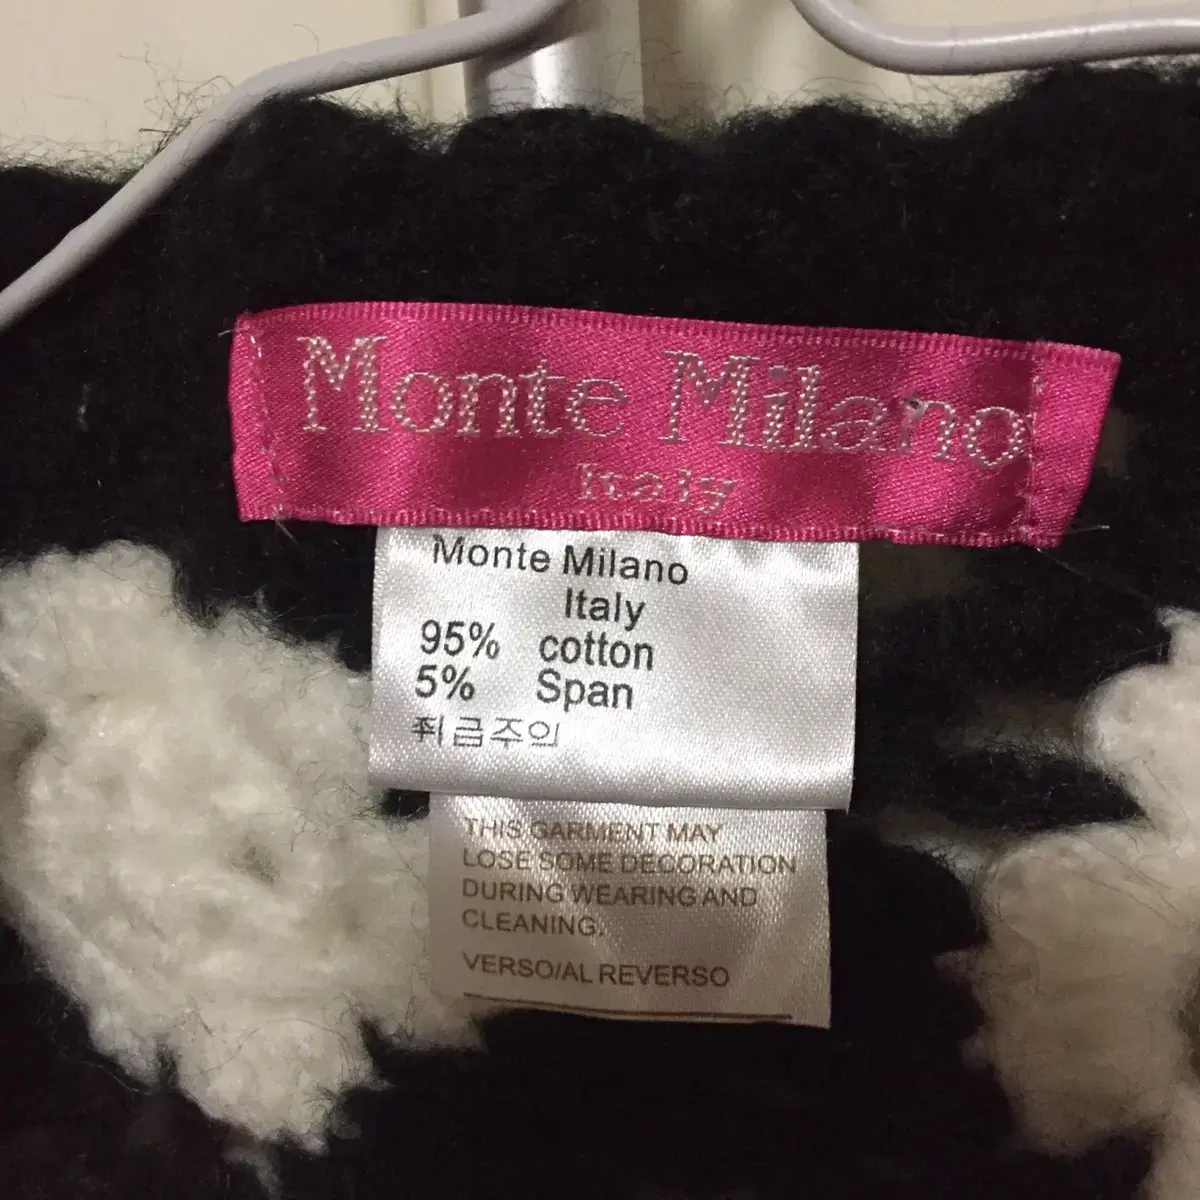 Monte Milano
Italy
Monte Milano
Italy
95% cotton
5% Span
취급주의
THIS GARMENT MAY
LOSE SOME DECORATION
DURING WEARING AND
CLEANING.
VERSO/AL REVERSO